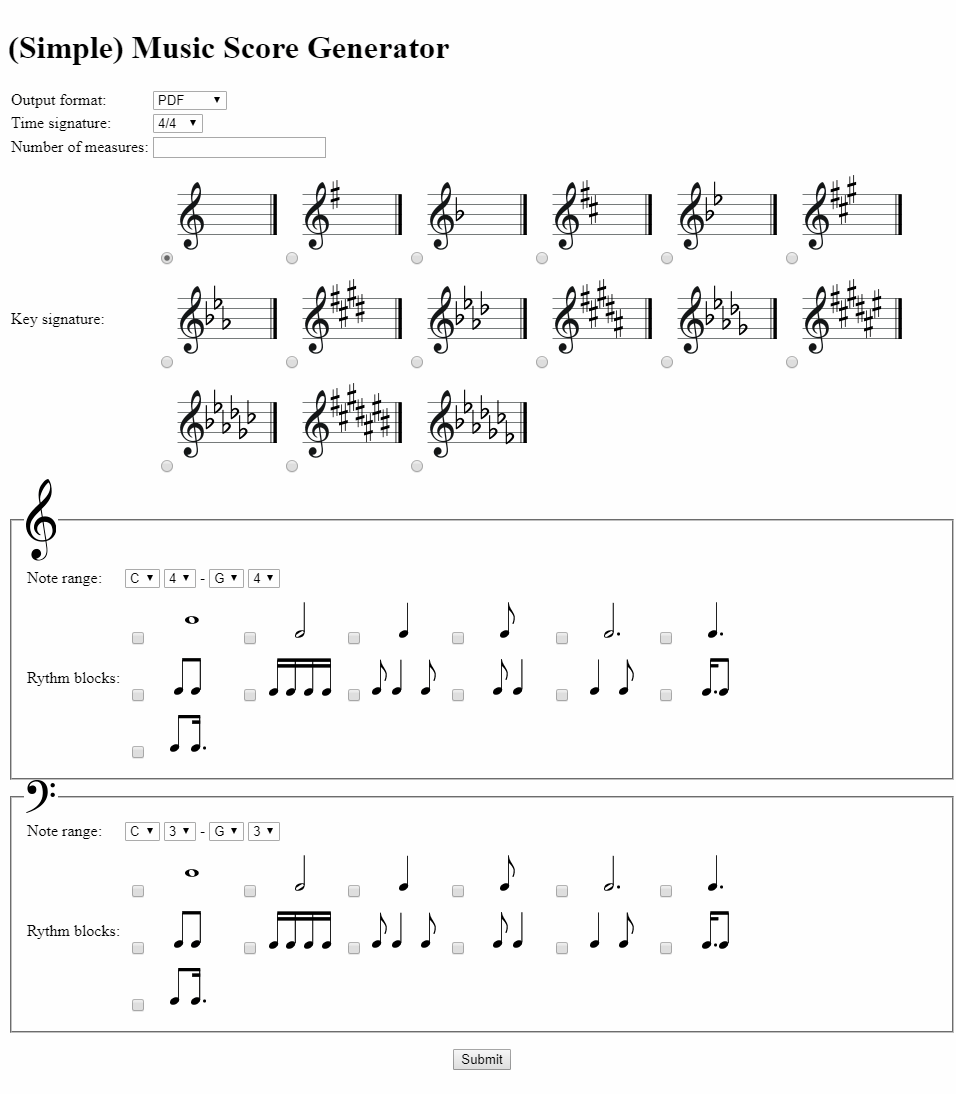 (Simple) Music Score Generator
Output format: PDF
Time signature: 4/4
Number of measures:
Key signature:
Note range: C 4 - G 4
Rythm blocks:
Note range: C 3 - G 3
Rythm blocks:
Submit